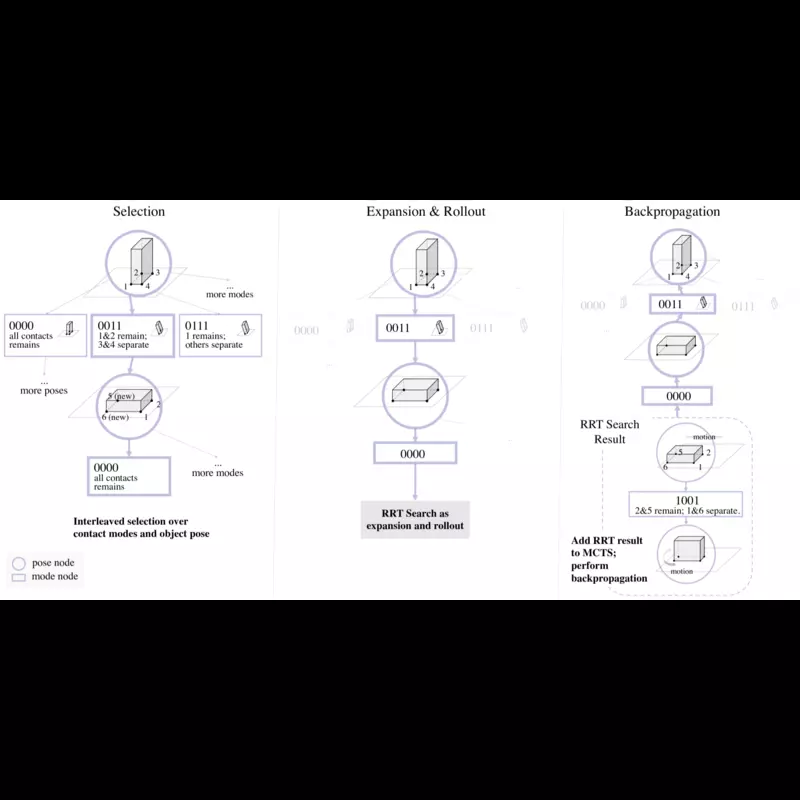 Selection
2
3
1
4
...
more modes
0000
all contacts
remains
0011
1&2 remain;
3&4 separate
0111
1 remains;
others separate
...
more poses
5 (new)
2
6 (new)
1
0000
all contacts
remains
...
more modes
Interleaved selection over
contact modes and object pose
pose node
mode node
Expansion & Rollout
2
3
1
4
0000
0011
0111
0000
RRT Search as
expansion and rollout
Backpropagation
2
3
1
4
0000
0011
0111
0000
RRT Search
Result
motion
5
2
6
1
1001
2&5 remain; 1&6 separate.
Add RRT result
to MCTS;
perform
backpropagation
motion